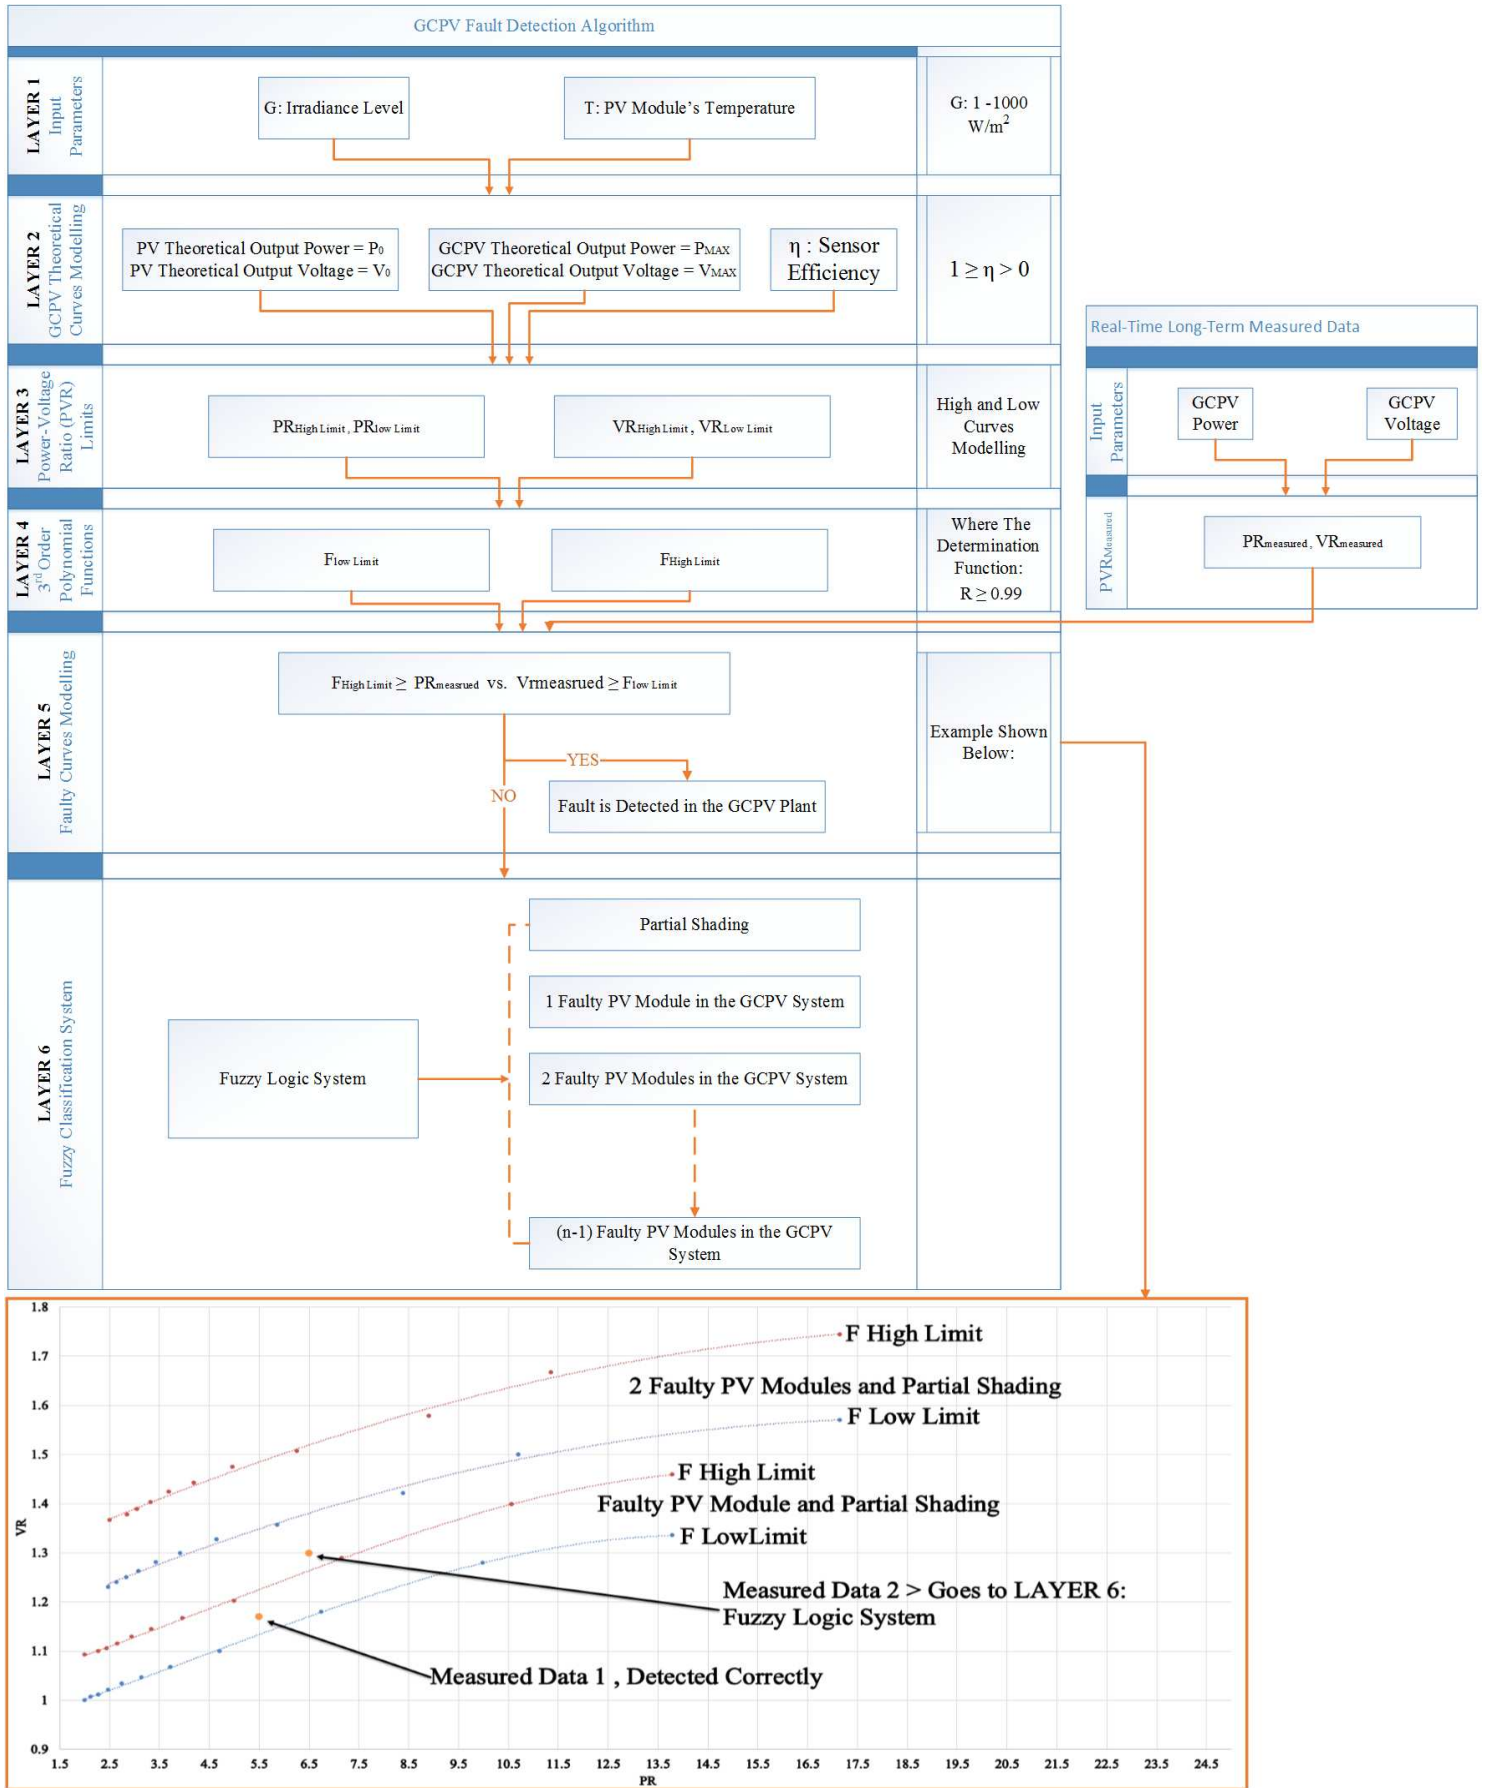 GCPV Fault Detection Algorithm
LAYER 1
Input
Parameters
G: Irradiance Level
T: PV Module's Temperature
G: 1 -1000
W/m²
LAYER 2
GCPV Theoretical
Curves Modelling
PV Theoretical Output Power = P0
PV Theoretical Output Voltage = V0
GCPV Theoretical Output Power = PMAX
GCPV Theoretical Output Voltage = VMAX
η : Sensor
Efficiency
1 ≥ η > 0
LAYER 3
Power-Voltage
Ratio (PVR)
Limits
PRHigh Limit , PRlow Limit
VRHigh Limit , VRLow Limit
High and Low
Curves
Modelling
LAYER 4
3rd Order
Polynomial
Functions
Flow Limit
FHigh Limit
Where The
Determination
Function:
R ≥ 0.99
Real-Time Long-Term Measured Data
Input
Parameters
GCPV
Power
GCPV
Voltage
PVRMeasured
PRmeasured , VRmeasured
LAYER 5
Faulty Curves Modelling
FHigh Limit ≥ PRmeasrued vs. Vrmeasrued ≥ Flow Limit
YES
NO
Fault is Detected in the GCPV Plant
Example Shown
Below:
LAYER 6
Fuzzy Classification System
Fuzzy Logic System
Partial Shading
1 Faulty PV Module in the GCPV System
2 Faulty PV Modules in the GCPV System
(n-1) Faulty PV Modules in the GCPV
System
1.8
1.7
1.6
1.5
1.4
1.3
1.2
1.1
1
0.9
VR
F High Limit
2 Faulty PV Modules and Partial Shading
F Low Limit
F High Limit
Faulty PV Module and Partial Shading
F LowLimit
Measured Data 2 > Goes to LAYER 6:
Fuzzy Logic System
Measured Data 1 , Detected Correctly
1.5 2.5 3.5 4.5 5.5 6.5 7.5 8.5 9.5 10.5 11.5 12.5 13.5 14.5 15.5 16.5 17.5 18.5 19.5 20.5 21.5 22.5 23.5 24.5
PR